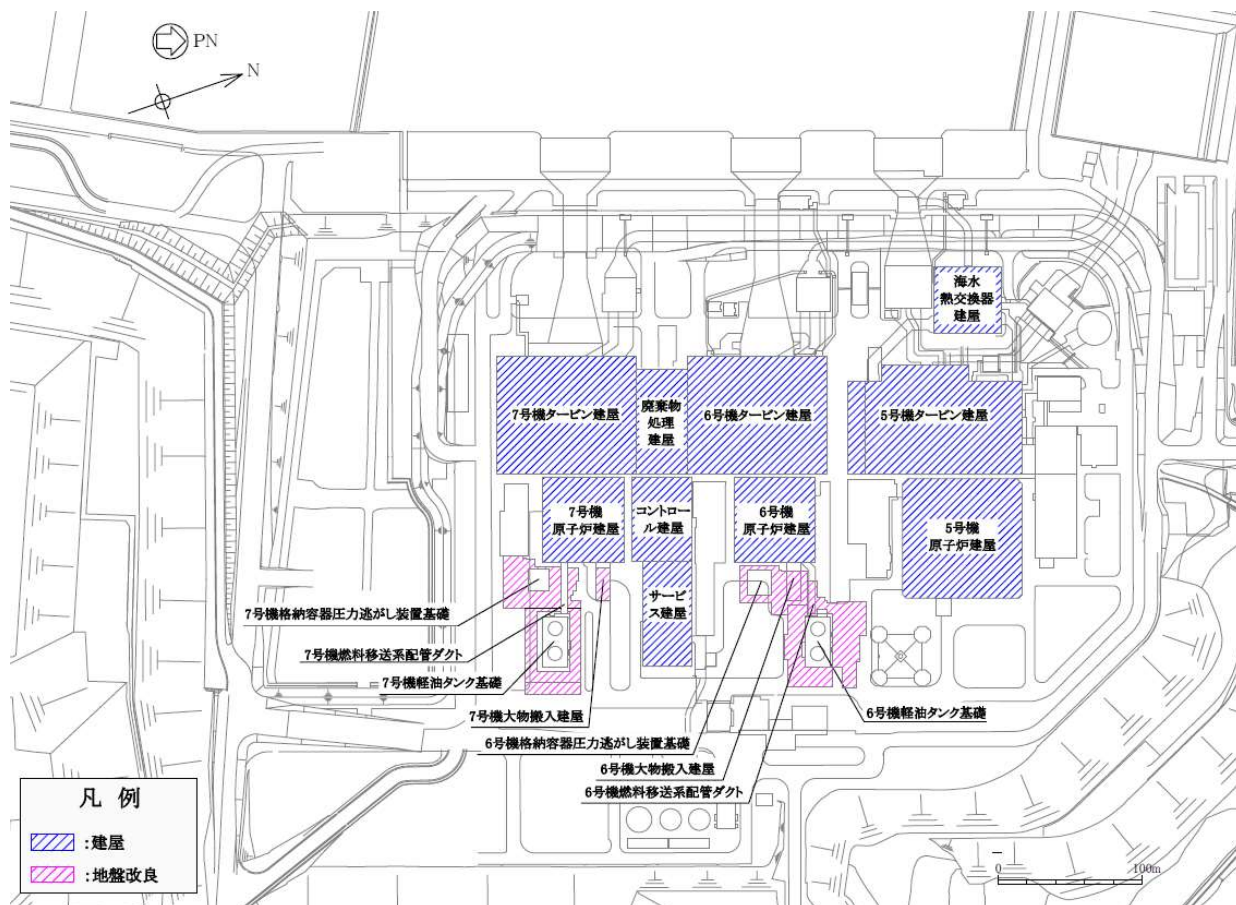 PN
N
海水
熱交換器
建屋
7号機タービン建屋
廃棄物
処理
建屋
6号機タービン建屋
5号機タービン建屋
7号機
原子炉建屋
コントロー
ル建屋
6号機
原子炉建屋
5号機
原子炉建屋
サービ
ス建屋
7号機格納容器圧力逃がし装置基礎
7号機燃料移送系配管ダクト
7号機軽油タンク基礎
7号機大物搬入建屋
6号機軽油タンク基礎
6号機格納容器圧力逃がし装置基礎
6号機大物搬入建屋
6号機燃料移送系配管ダクト
凡 例
:建屋
:地盤改良
0 100m